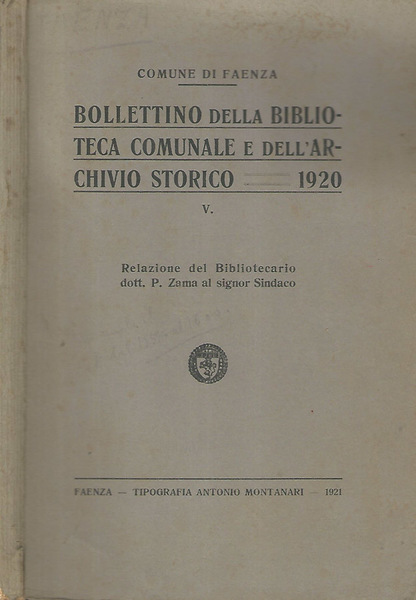 FAENZA
COMUNE DI FAENZA
BOLLETTINO DELLA BIBLIO-
TECA COMUNALE E DELL'AR-
CHIVIO STORICO 1920
V.
Relazione del Bibliotecario
dott. P. Zama al signor Sindaco
FAENZA — TIPOGRAFIA ANTONIO MONTANARI — 1921